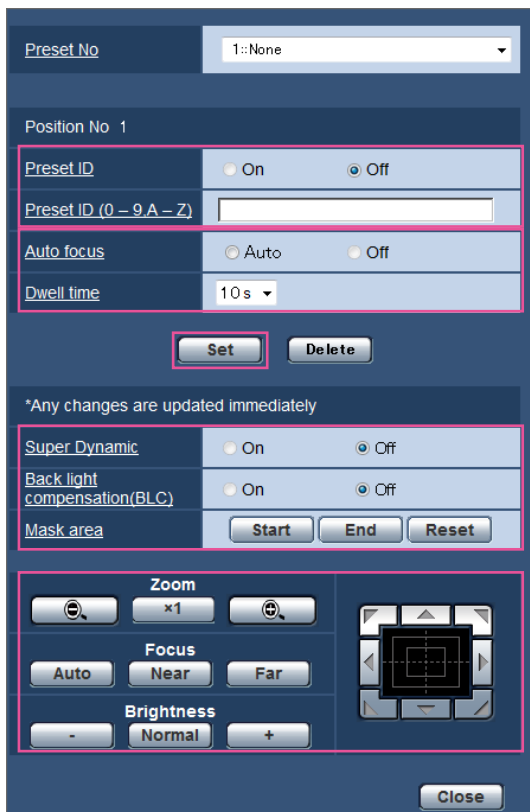 Preset No 1::None
Position No 1
Preset ID On Off
Preset ID (0 – 9,A – Z)
Auto focus Auto Off
Dwell time 10s
Set Delete
*Any changes are updated immediately
Super Dynamic On Off
Back light
compensation(BLC) On Off
Mask area Start End Reset
Zoom
×1
Focus
Auto Near Far
Brightness
- Normal +
Close